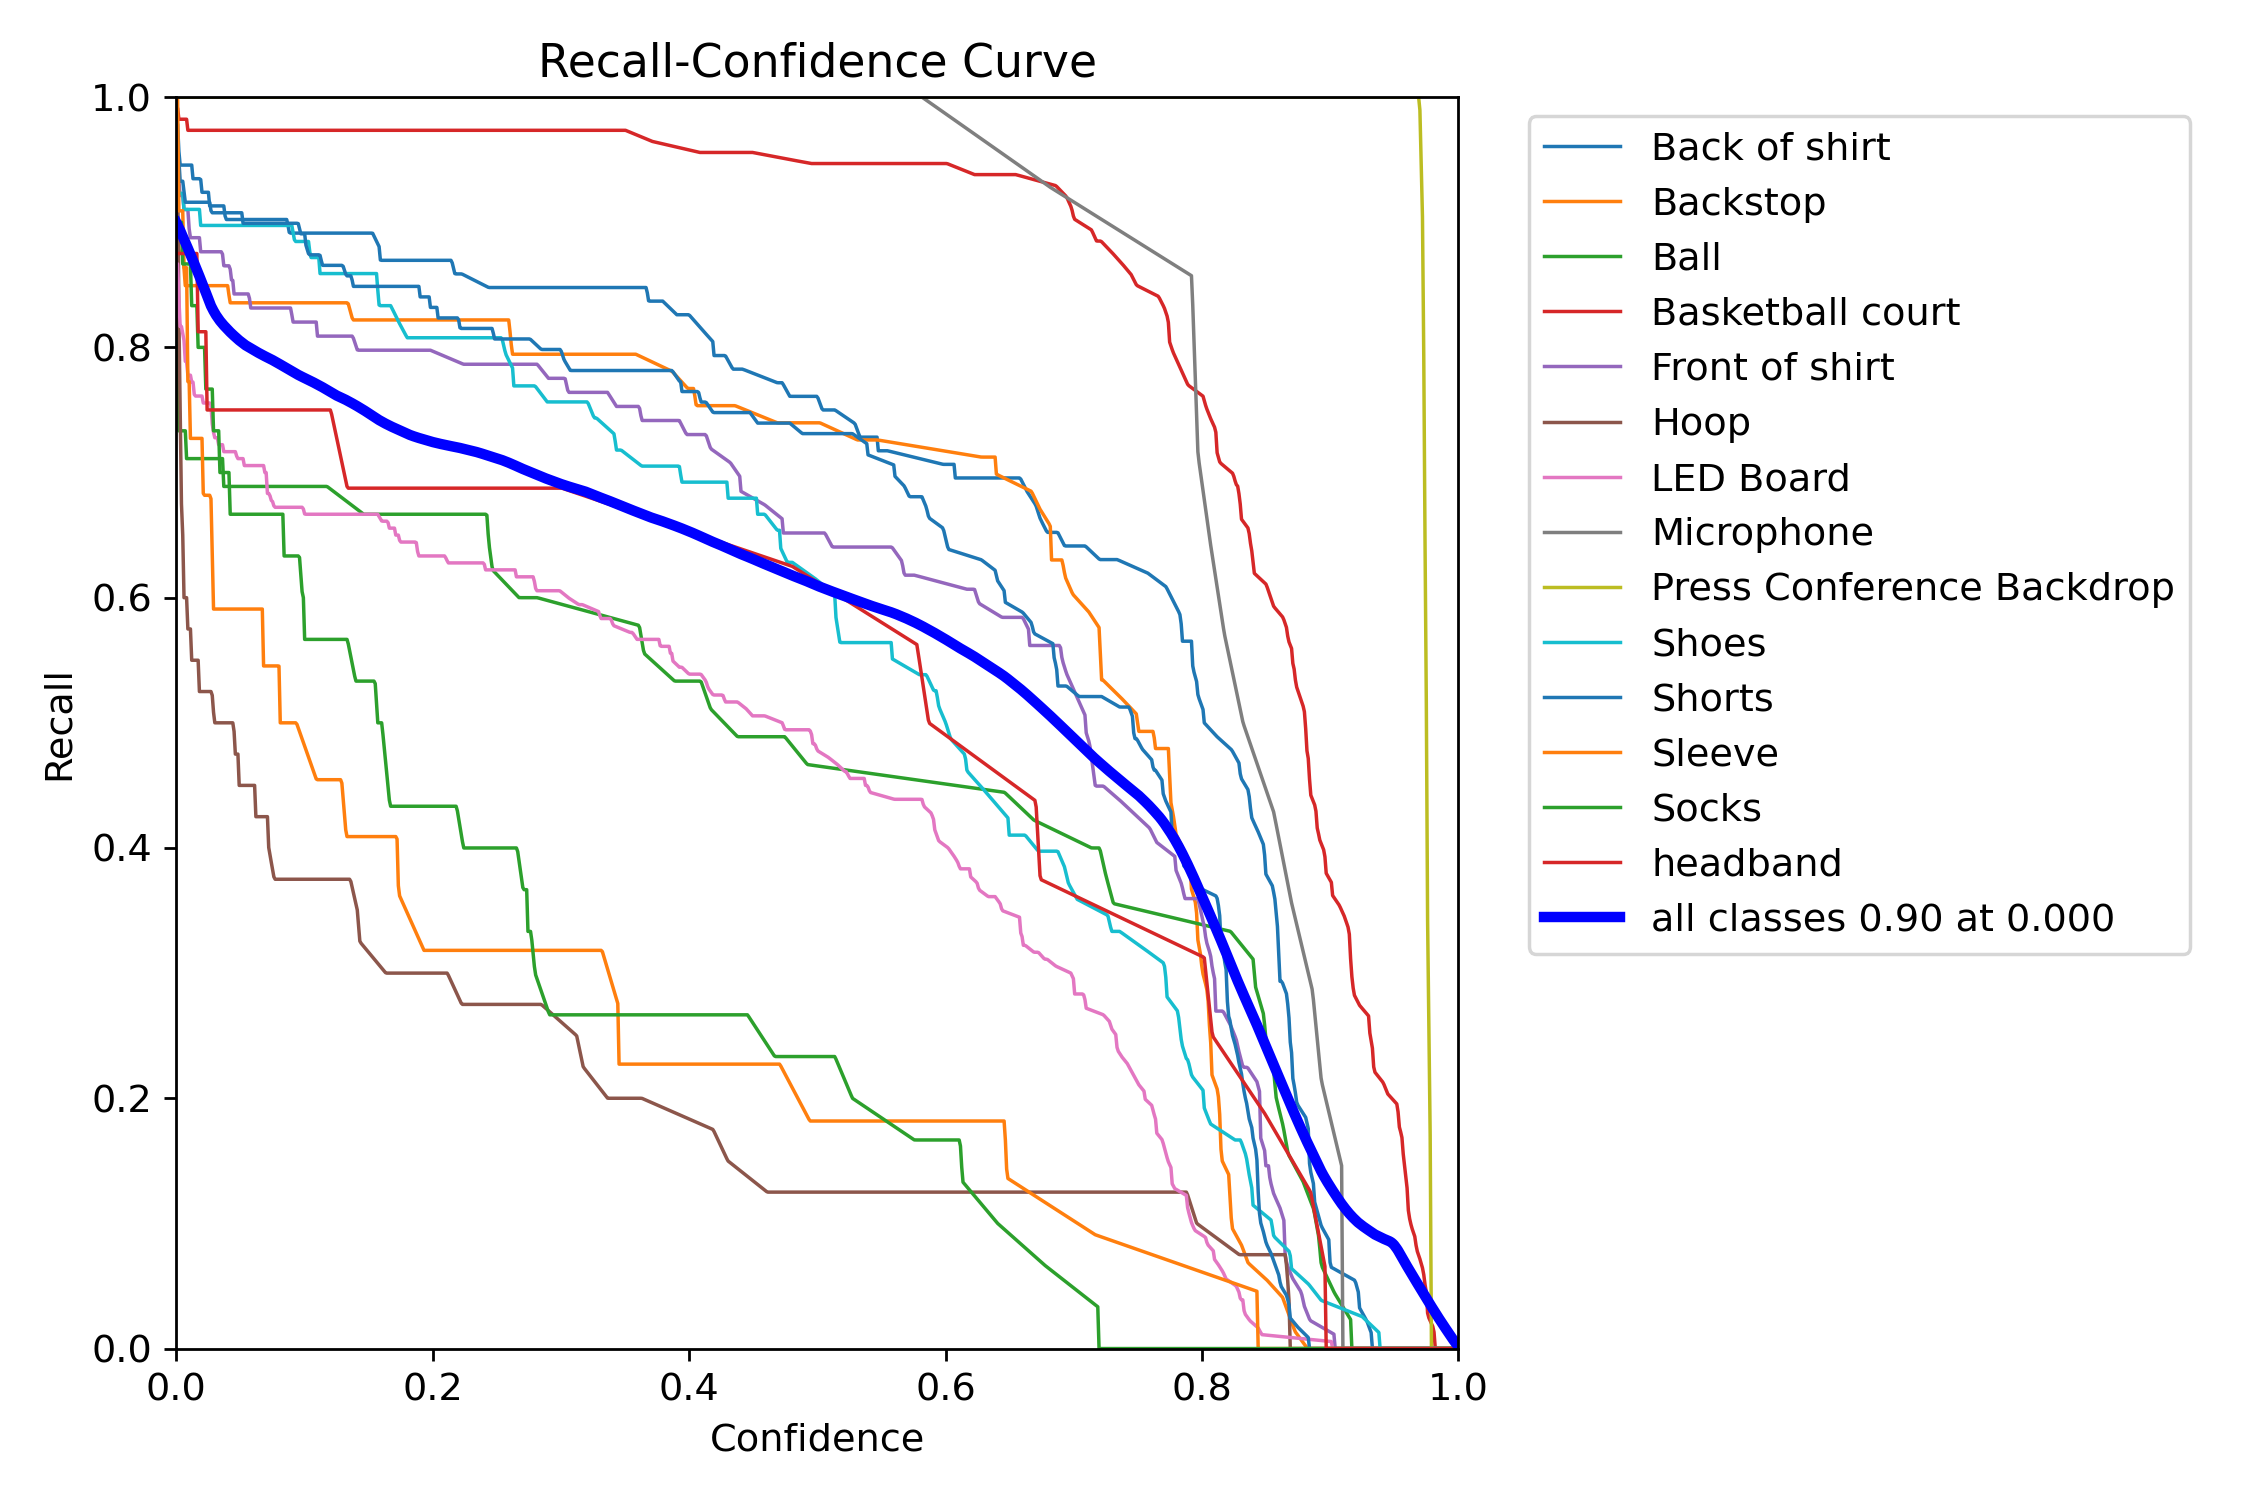 Recall-Confidence Curve
1.0
0.8
0.6
0.4
0.2
0.0
Recall
0.0 0.2 0.4 0.6 0.8 1.0
Confidence
Back of shirt
Backstop
Ball
Basketball court
Front of shirt
Hoop
LED Board
Microphone
Press Conference Backdrop
Shoes
Shorts
Sleeve
Socks
headband
all classes 0.90 at 0.000